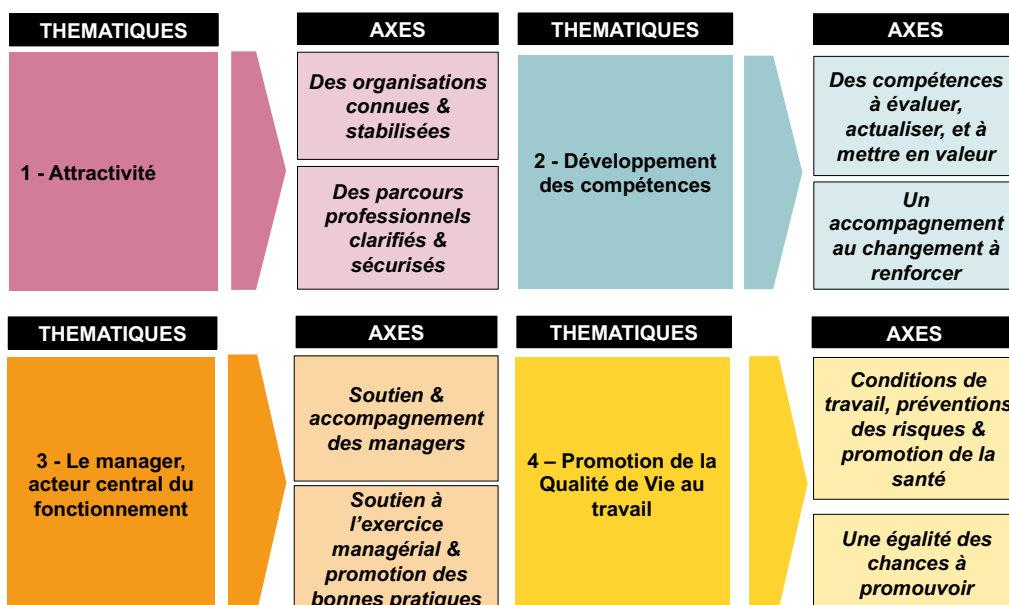 THEMATIQUES
AXES
1 - Attractivité
Des organisations
connues &
stabilisées
Des parcours
professionnels
clarifiés &
sécurisés
THEMATIQUES
AXES
2 - Développement
des compétences
Des compétences
à évaluer,
actualiser, et à
mettre en valeur
Un
accompagnement
au changement à
renforcer
THEMATIQUES
AXES
3 - Le manager,
acteur central du
fonctionnement
Soutien &
accompagnement
des managers
Soutien à
l'exercice
managérial &
promotion des
bonnes pratiques
THEMATIQUES
AXES
4 – Promotion de la
Qualité de Vie au
travail
Conditions de
travail, préventions
des risques &
promotion de la
santé
Une égalité des
chances à
promouvoir